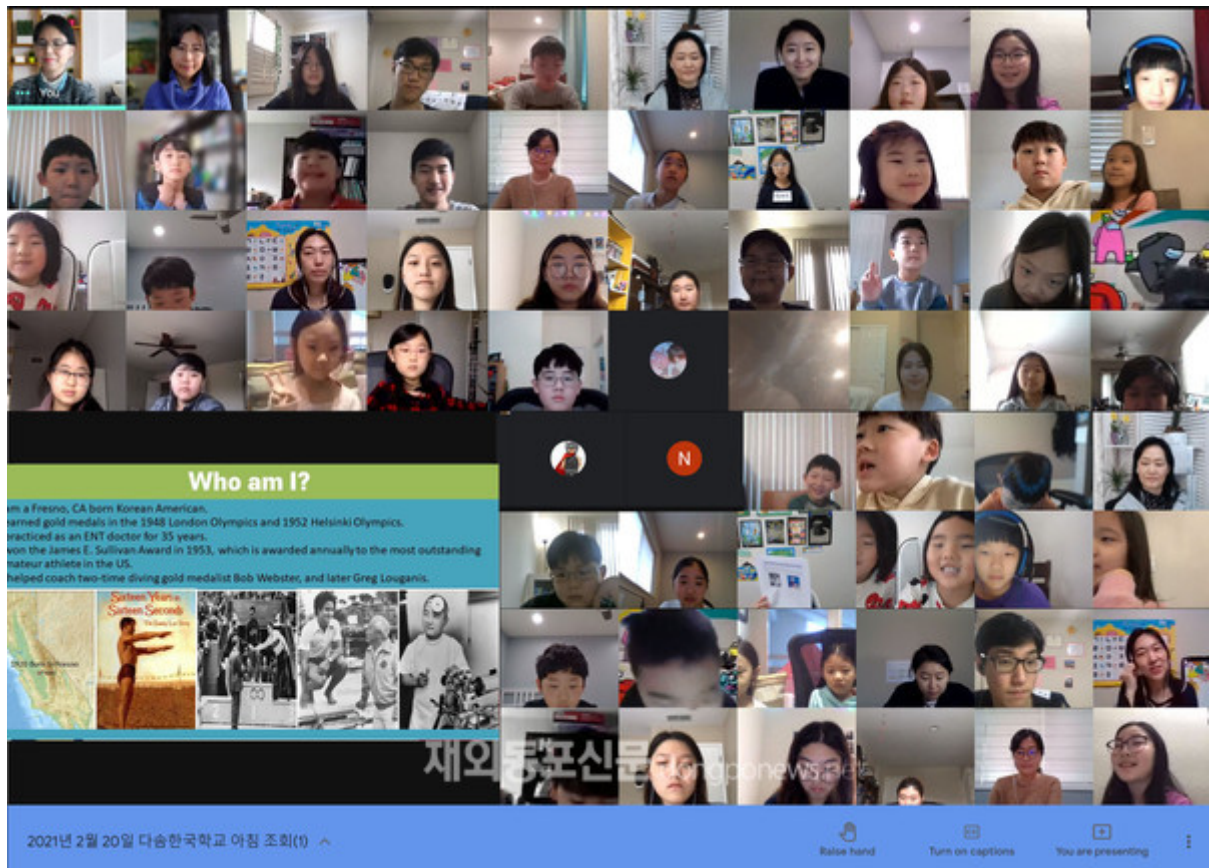 You
N
Who am I?
m a Fresno, CA born Korean American.
earned gold medals in the 1948 London Olympics and 1952 Helsinki Olympics.
practiced as an ENT doctor for 35 years.
won the James E. Sullivan Award in 1953, which is awarded annually to the most outstanding
mateur athlete in the US.
helped coach two-time diving gold medalist Bob Webster, and later Greg Louganis.
Sixteen Years in
Sixteen Seconds
재외동포신문 dongponews.net
2021년 2월 20일 다솜한국학교 아침 조회(1)
Raise hand
Turn on captions
You are presenting